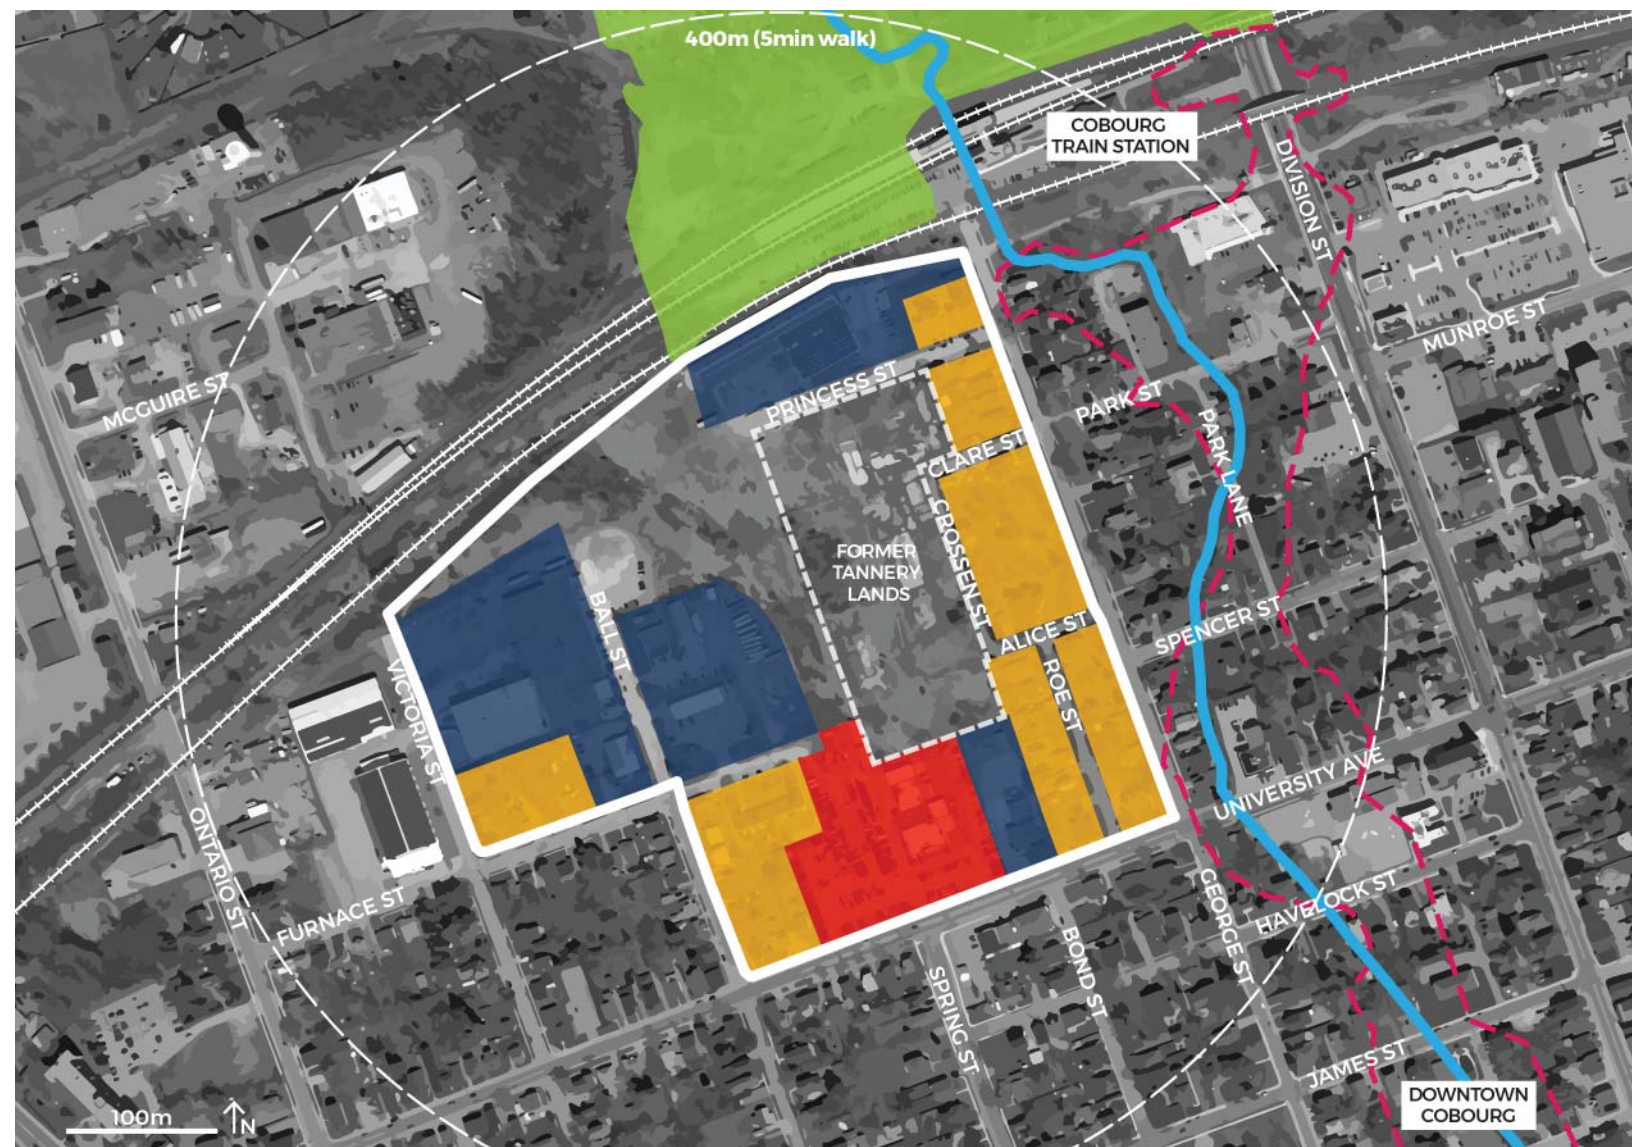 400m (5min walk)
COBOURG
TRAIN STATION
DIVISION ST
MUNROE ST
MCGUIRE ST
PRINCESS ST
PARK ST
PARK LANE
CLARE ST
CROSSEN ST
FORMER
TANNERY
LANDS
BALL ST
ALICE ST
SPENCER ST
ROE ST
VICTORIA ST
UNIVERSITY AVE
ONTARIO ST
FURNACE ST
GEORGE ST
HAVELOCK ST
BOND ST
SPRING ST
JAMES ST
DOWNTOWN
COBOURG
100m
N